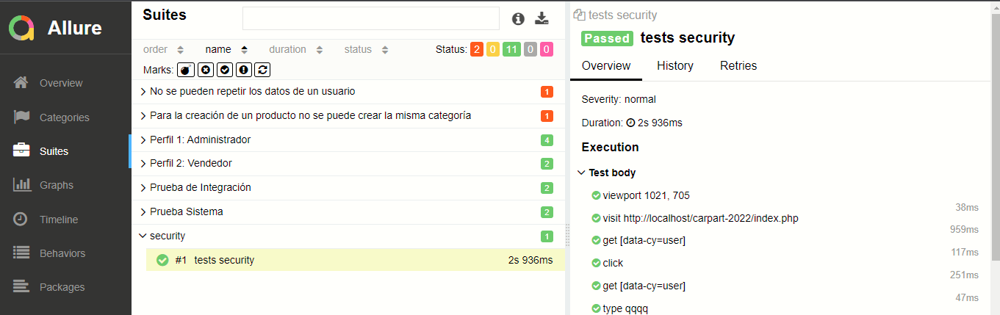 Allure
Overview
Categories
Suites
Graphs
Timeline
Behaviors
Packages
Suites
order name duration status Status: 2 0 11 0 0
Marks:
No se pueden repetir los datos de un usuario 1
Para la creación de un producto no se puede crear la misma categoría 1
Perfil 1: Administrador 4
Perfil 2: Vendedor 2
Prueba de Integración 2
Prueba Sistema 2
security 1
#1 tests security 2s 936ms
tests security
Passed tests security
Overview History Retries
Severity: normal
Duration: 2s 936ms
Execution
Test body
viewport 1021, 705
38ms
visit http://localhost/carpart-2022/index.php
959ms
get [data-cy=user]
117ms
click
251ms
get [data-cy=user]
47ms
type qqqq